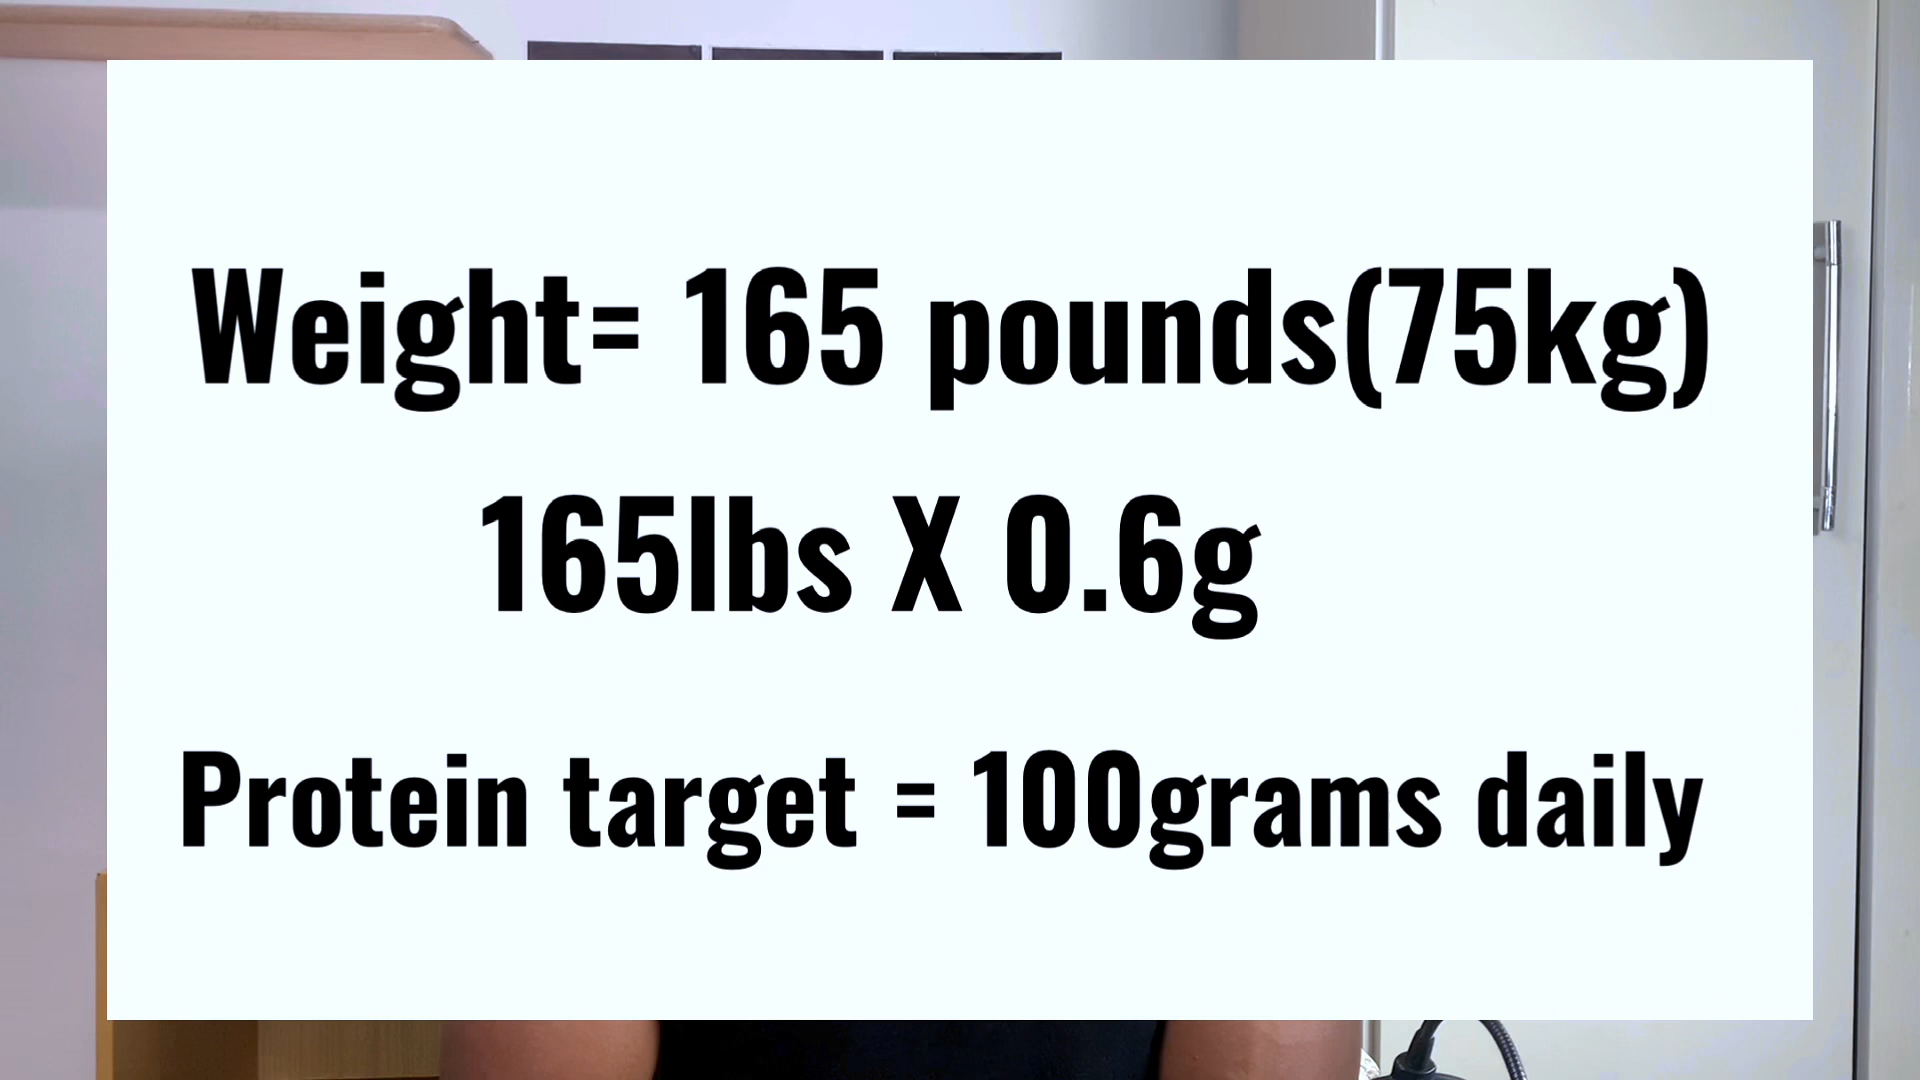 Weight= 165 pounds(75kg)
165lbs X 0.6g
Protein target = 100grams daily